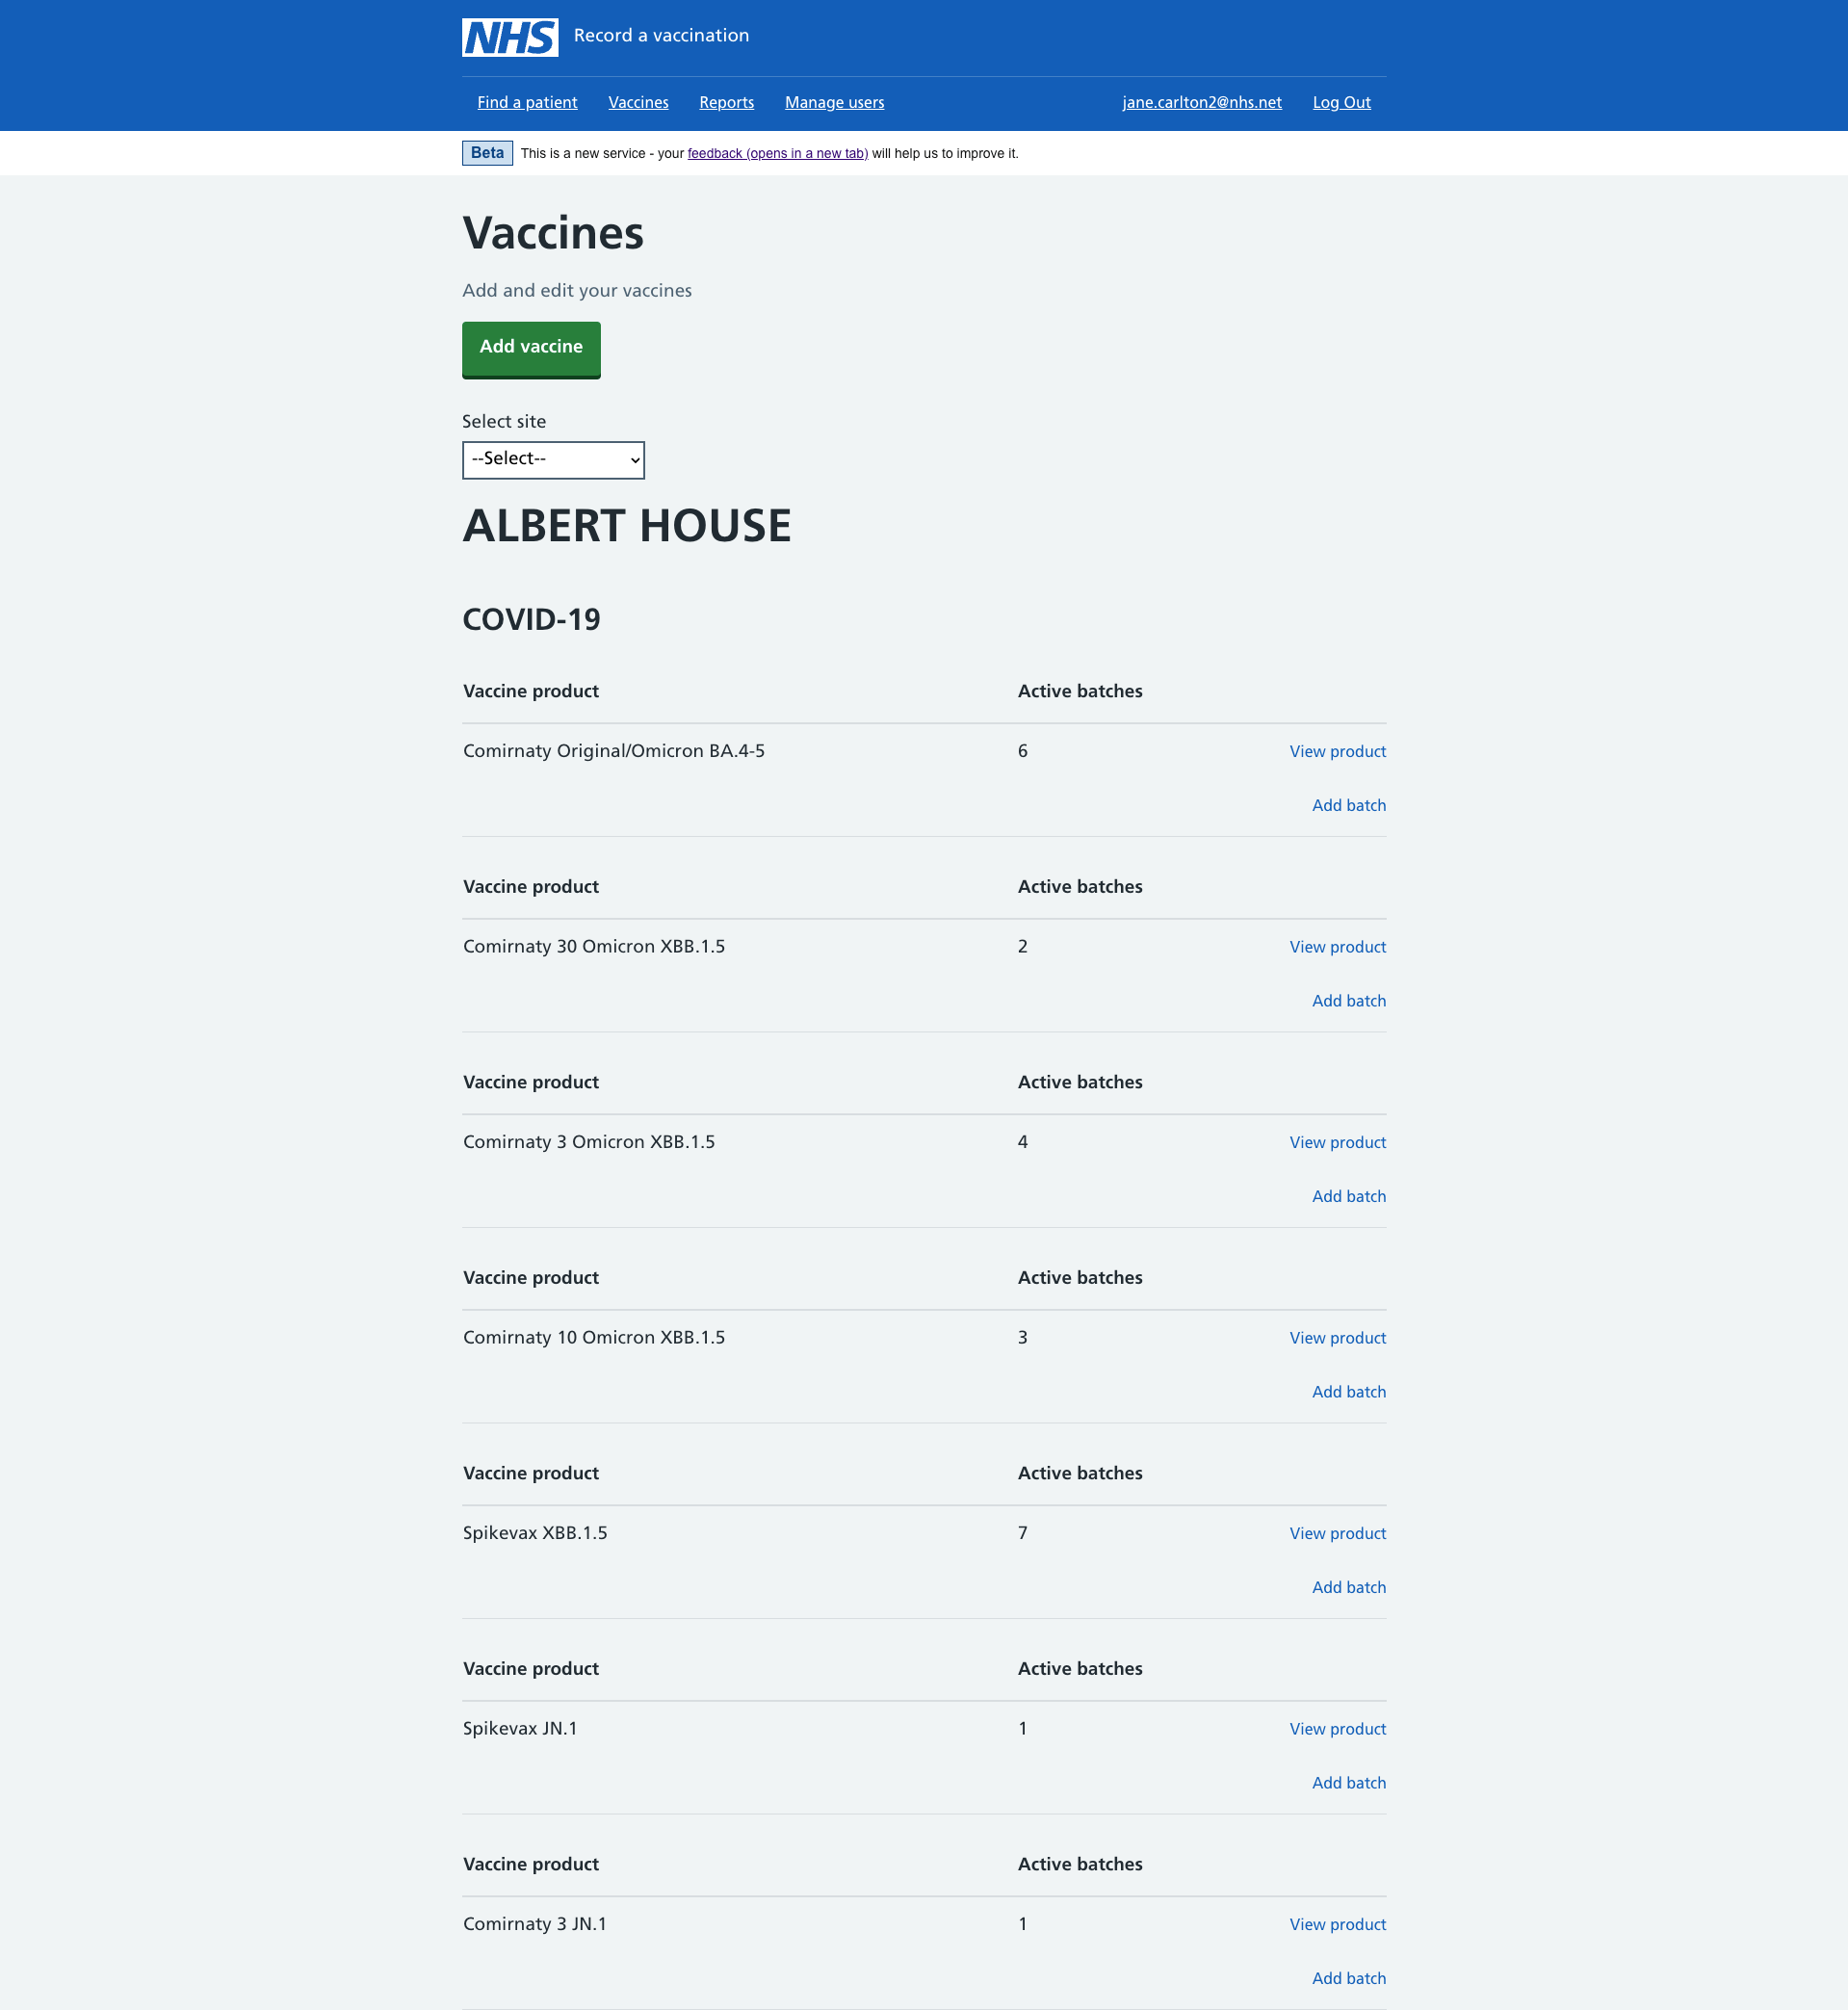 NHS Record a vaccination
Find a patient Vaccines Reports Manage users jane.carlton2@nhs.net Log Out
Beta This is a new service - your feedback (opens in a new tab) will help us to improve it.
Vaccines
Add and edit your vaccines
Add vaccine
Select site
--Select--
ALBERT HOUSE
COVID-19
Vaccine product Active batches
Comirnaty Original/Omicron BA.4-5 6 View product
Add batch
Vaccine product Active batches
Comirnaty 30 Omicron XBB.1.5 2 View product
Add batch
Vaccine product Active batches
Comirnaty 3 Omicron XBB.1.5 4 View product
Add batch
Vaccine product Active batches
Comirnaty 10 Omicron XBB.1.5 3 View product
Add batch
Vaccine product Active batches
Spikevax XBB.1.5 7 View product
Add batch
Vaccine product Active batches
Spikevax JN.1 1 View product
Add batch
Vaccine product Active batches
Comirnaty 3 JN.1 1 View product
Add batch